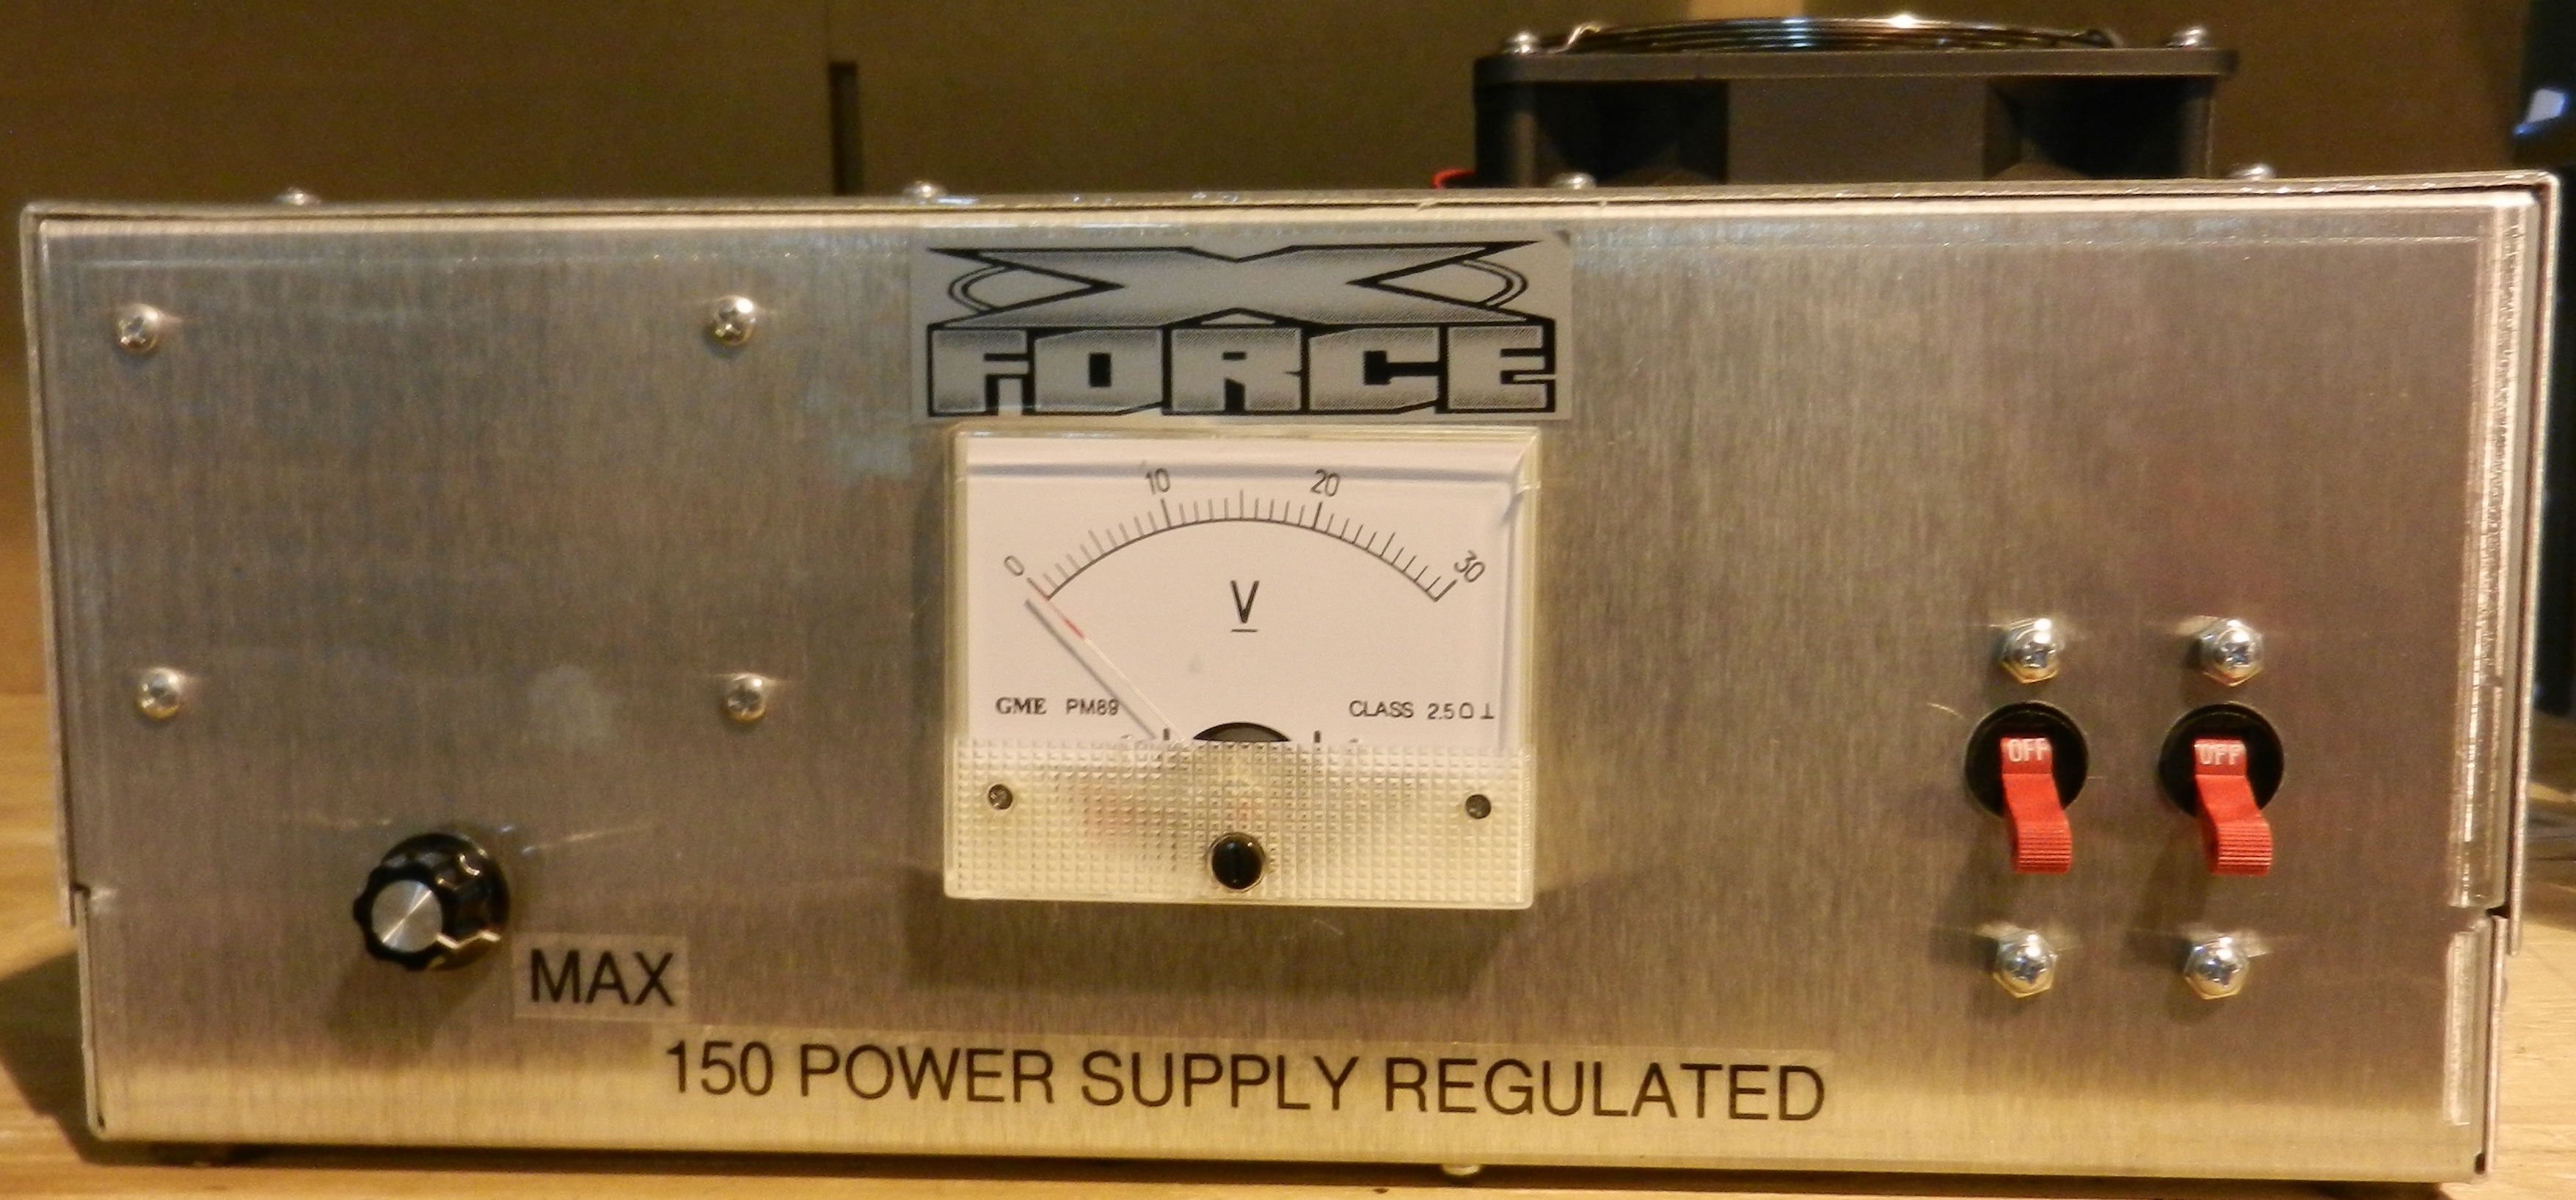 X
FORCE
0 10 20 30
V
GME PM89 CLASS 2.5 Ω ⊥
OFF OFF
MAX
150 POWER SUPPLY REGULATED